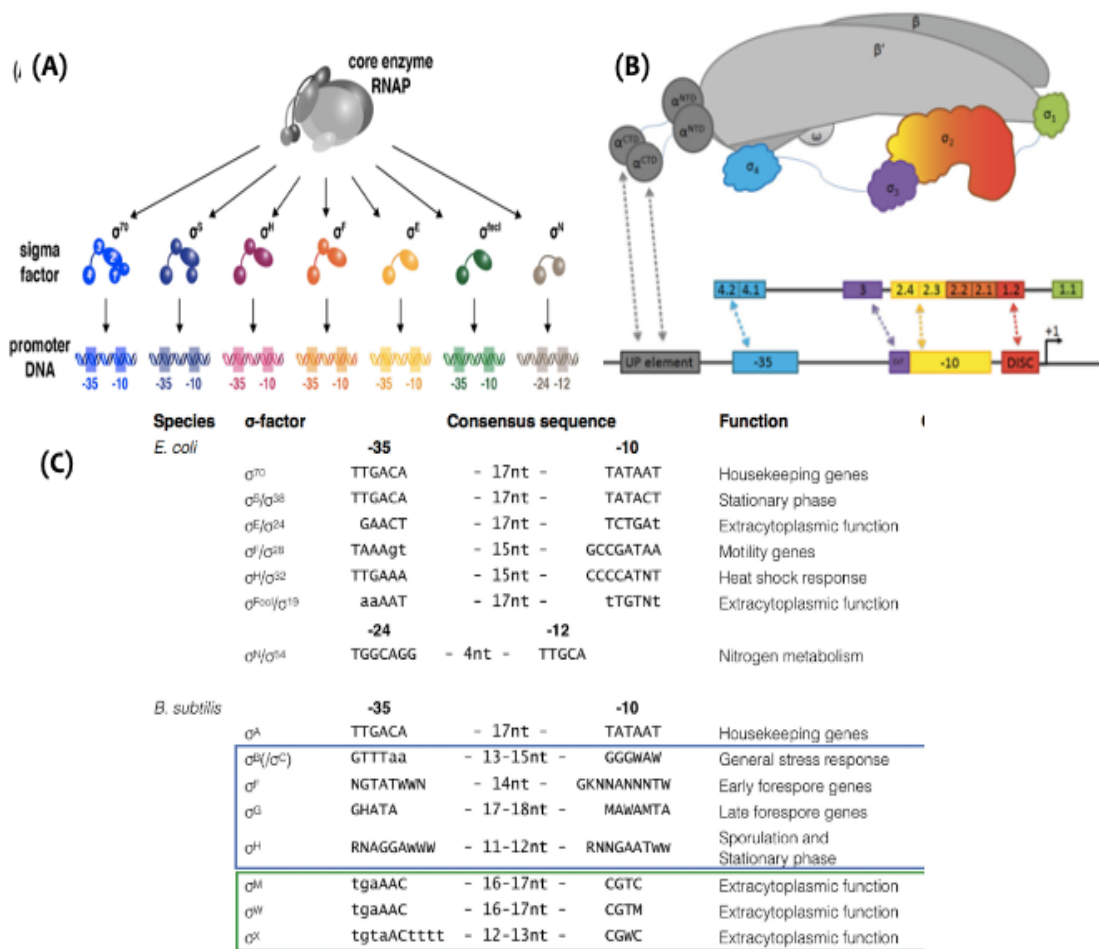 (A)
core enzyme
RNAP
σ70 σS σH σF σE σfecI σN
sigma
factor
promoter
DNA
-35 -10 -35 -10 -35 -10 -35 -10 -35 -10 -35 -10 -24 -12
(B)
β
β'
αNTD
αNTD
αCTD
αCTD
ω
σ1
σ2
σ3
σ4
4.2 4.1 3 2.4 2.3 2.2 2.1 1.2 1.1
+1
UP element -35 -10 DISC
(C)
Species σ-factor Consensus sequence Function
E. coli -35 -10
σ70 TTGACA - 17nt - TATAAT Housekeeping genes
σS/σ38 TTGACA - 17nt - TATACT Stationary phase
σE/σ24 GAACT - 17nt - TCTGAt Extracytoplasmic function
σF/σ28 TAAAgt - 15nt - GCCGATAA Motility genes
σH/σ32 TTGAAA - 15nt - CCCCATNT Heat shock response
σFecI/σ19 aaAAT - 17nt - tTGTNt Extracytoplasmic function
-24 -12
σN/σ54 TGGCAGG - 4nt - TTGCA Nitrogen metabolism
B. subtilis -35 -10
σA TTGACA - 17nt - TATAAT Housekeeping genes
σB(/σC) GTTTaa - 13-15nt - GGGWAW General stress response
σF NGTATWWN - 14nt - GKNNANNNTW Early forespore genes
σG GHATA - 17-18nt - MAWAMTA Late forespore genes
σH RNAGGAWWW - 11-12nt - RNNGAATWW Sporulation and
Stationary phase
σM tgaAAC - 16-17nt - CGTC Extracytoplasmic function
σW tgaAAC - 16-17nt - CGTM Extracytoplasmic function
σX tgtaACtttt - 12-13nt - CGWC Extracytoplasmic function